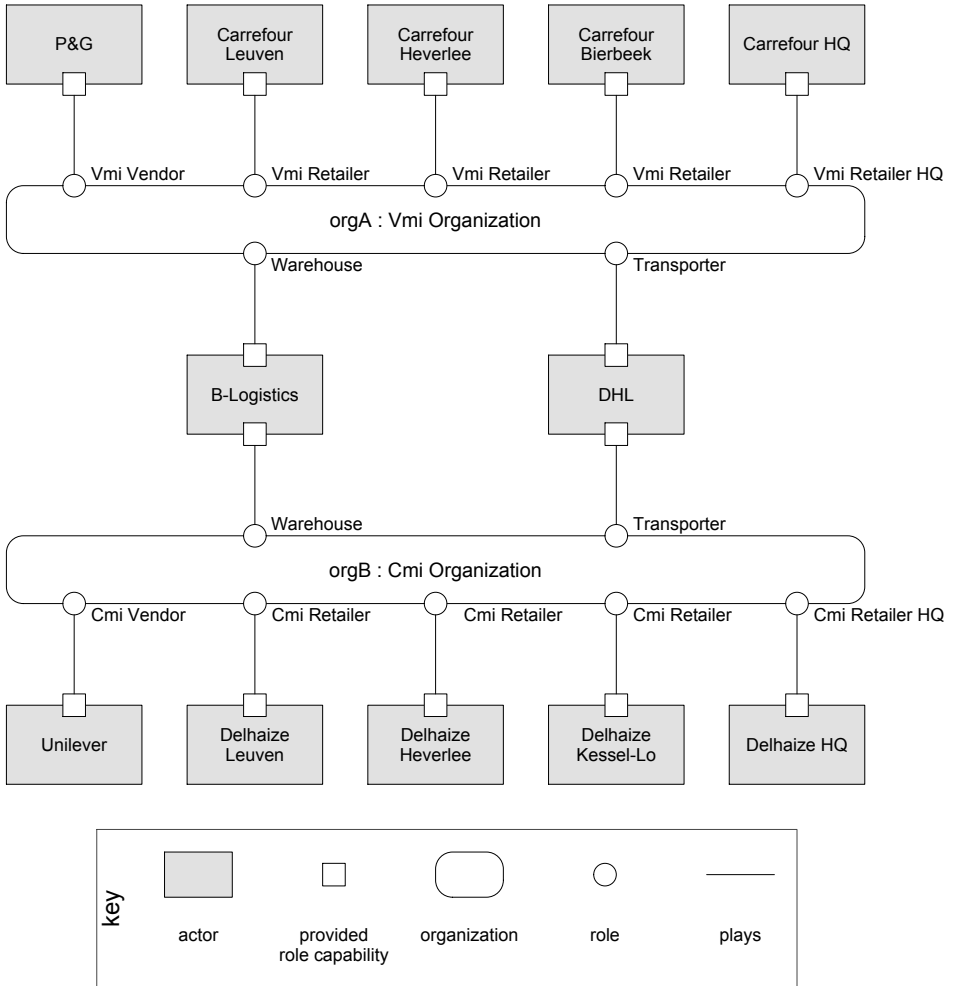 P&G
Carrefour
Leuven
Carrefour
Heverlee
Carrefour
Bierbeek
Carrefour HQ
Vmi Vendor
Vmi Retailer
Vmi Retailer
Vmi Retailer
Vmi Retailer HQ
orgA : Vmi Organization
Warehouse
Transporter
B-Logistics
DHL
Warehouse
Transporter
orgB : Cmi Organization
Cmi Vendor
Cmi Retailer
Cmi Retailer
Cmi Retailer
Cmi Retailer HQ
Unilever
Delhaize
Leuven
Delhaize
Heverlee
Delhaize
Kessel-Lo
Delhaize HQ
key
actor
provided
role capability
organization
role
plays